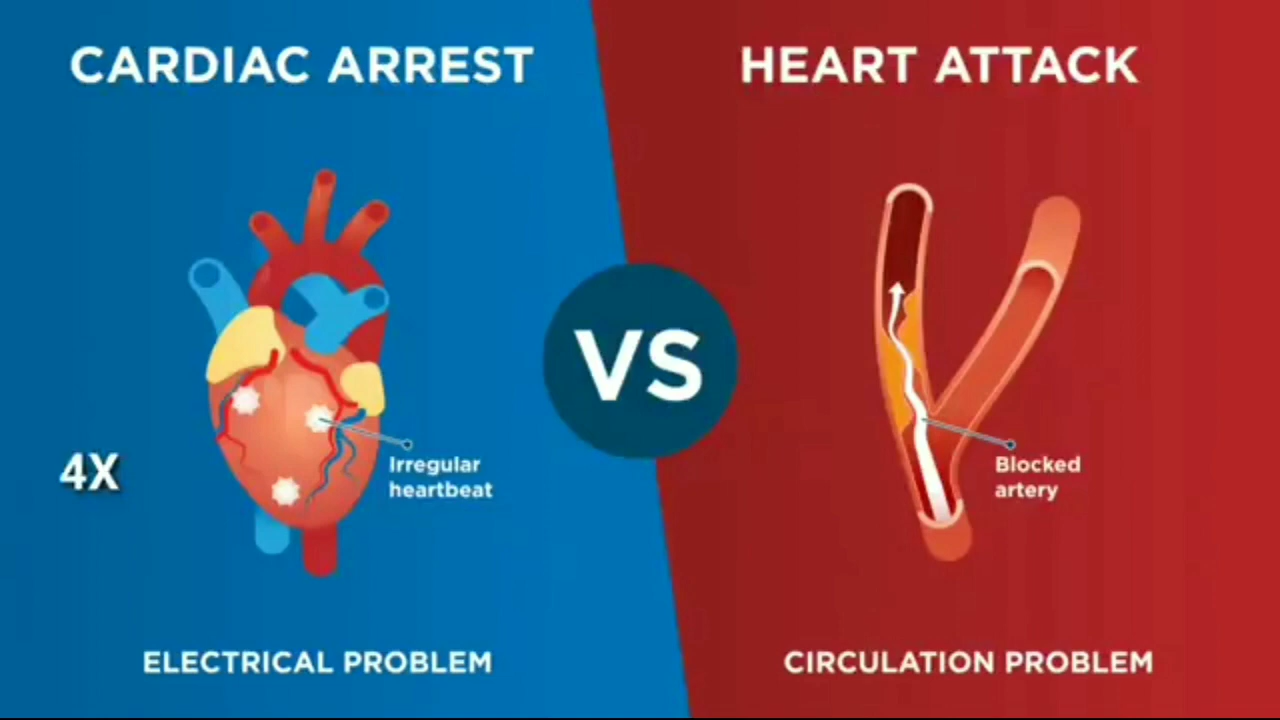 CARDIAC ARREST
HEART ATTACK
VS
4X
Irregular
heartbeat
Blocked
artery
ELECTRICAL PROBLEM
CIRCULATION PROBLEM